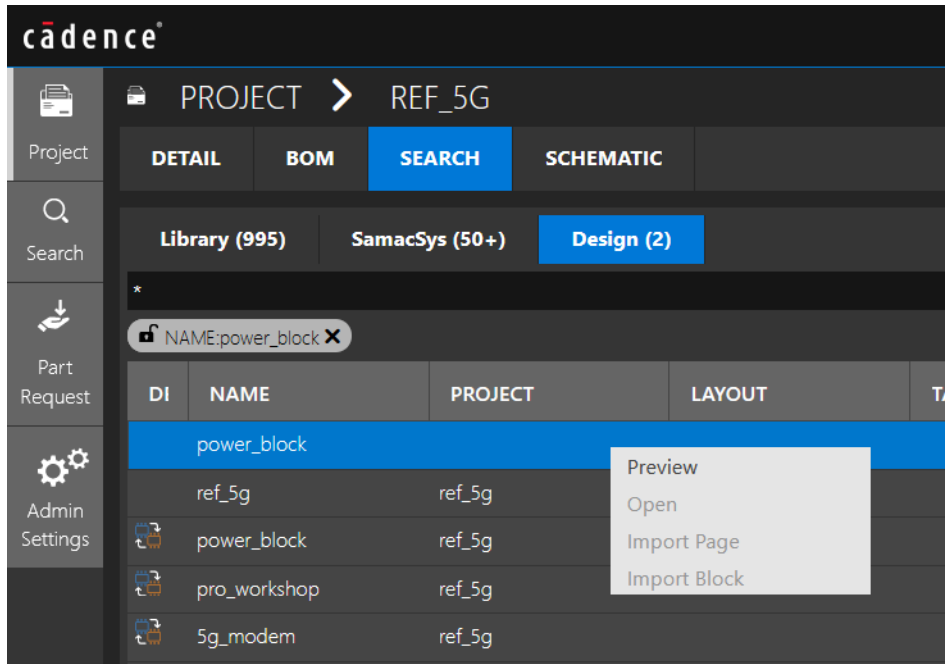 cādence®
PROJECT > REF_5G
Project
DETAIL BOM SEARCH SCHEMATIC
Search
Library (995) SamacSys (50+) Design (2)
*
NAME:power_block
Part
Request
DI NAME PROJECT LAYOUT
power_block
Preview
ref_5g ref_5g
Open
Admin
Settings
power_block ref_5g
Import Page
pro_workshop ref_5g
Import Block
5g_modem ref_5g